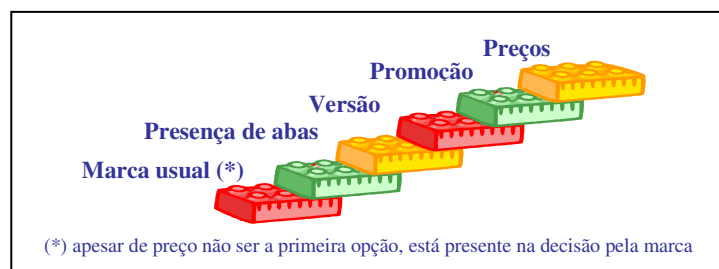 Preços
Promoção
Versão
Presença de abas
Marca usual (*)
(*) apesar de preço não ser a primeira opção, está presente na decisão pela marca